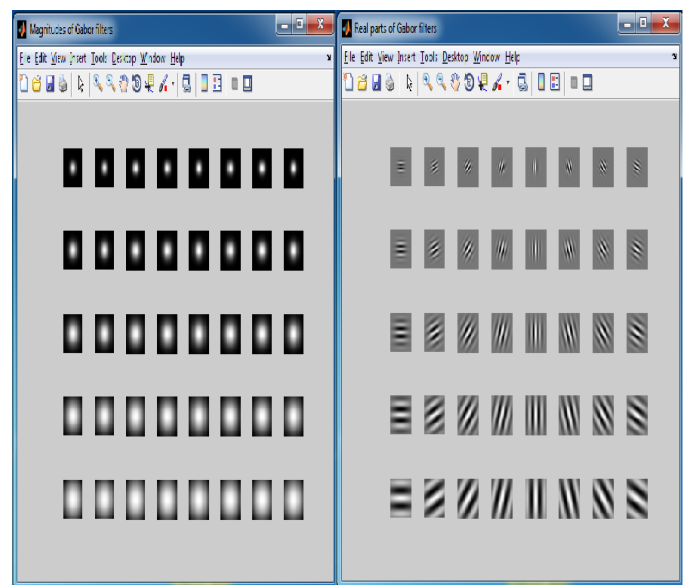 Magnitudes of Gabor filters
File Edit View Insert Tools Desktop Window Help
Real parts of Gabor filters
File Edit View Insert Tools Desktop Window Help